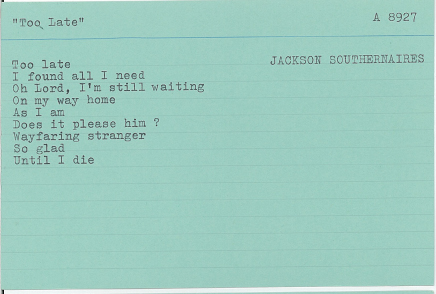 "Too Late"
A 8927
Too late
JACKSON SOUTHERNAIRES
I found all I need
Oh Lord, I'm still waiting
On my way home
As I am
Does it please him ?
Wayfaring stranger
So glad
Until I die